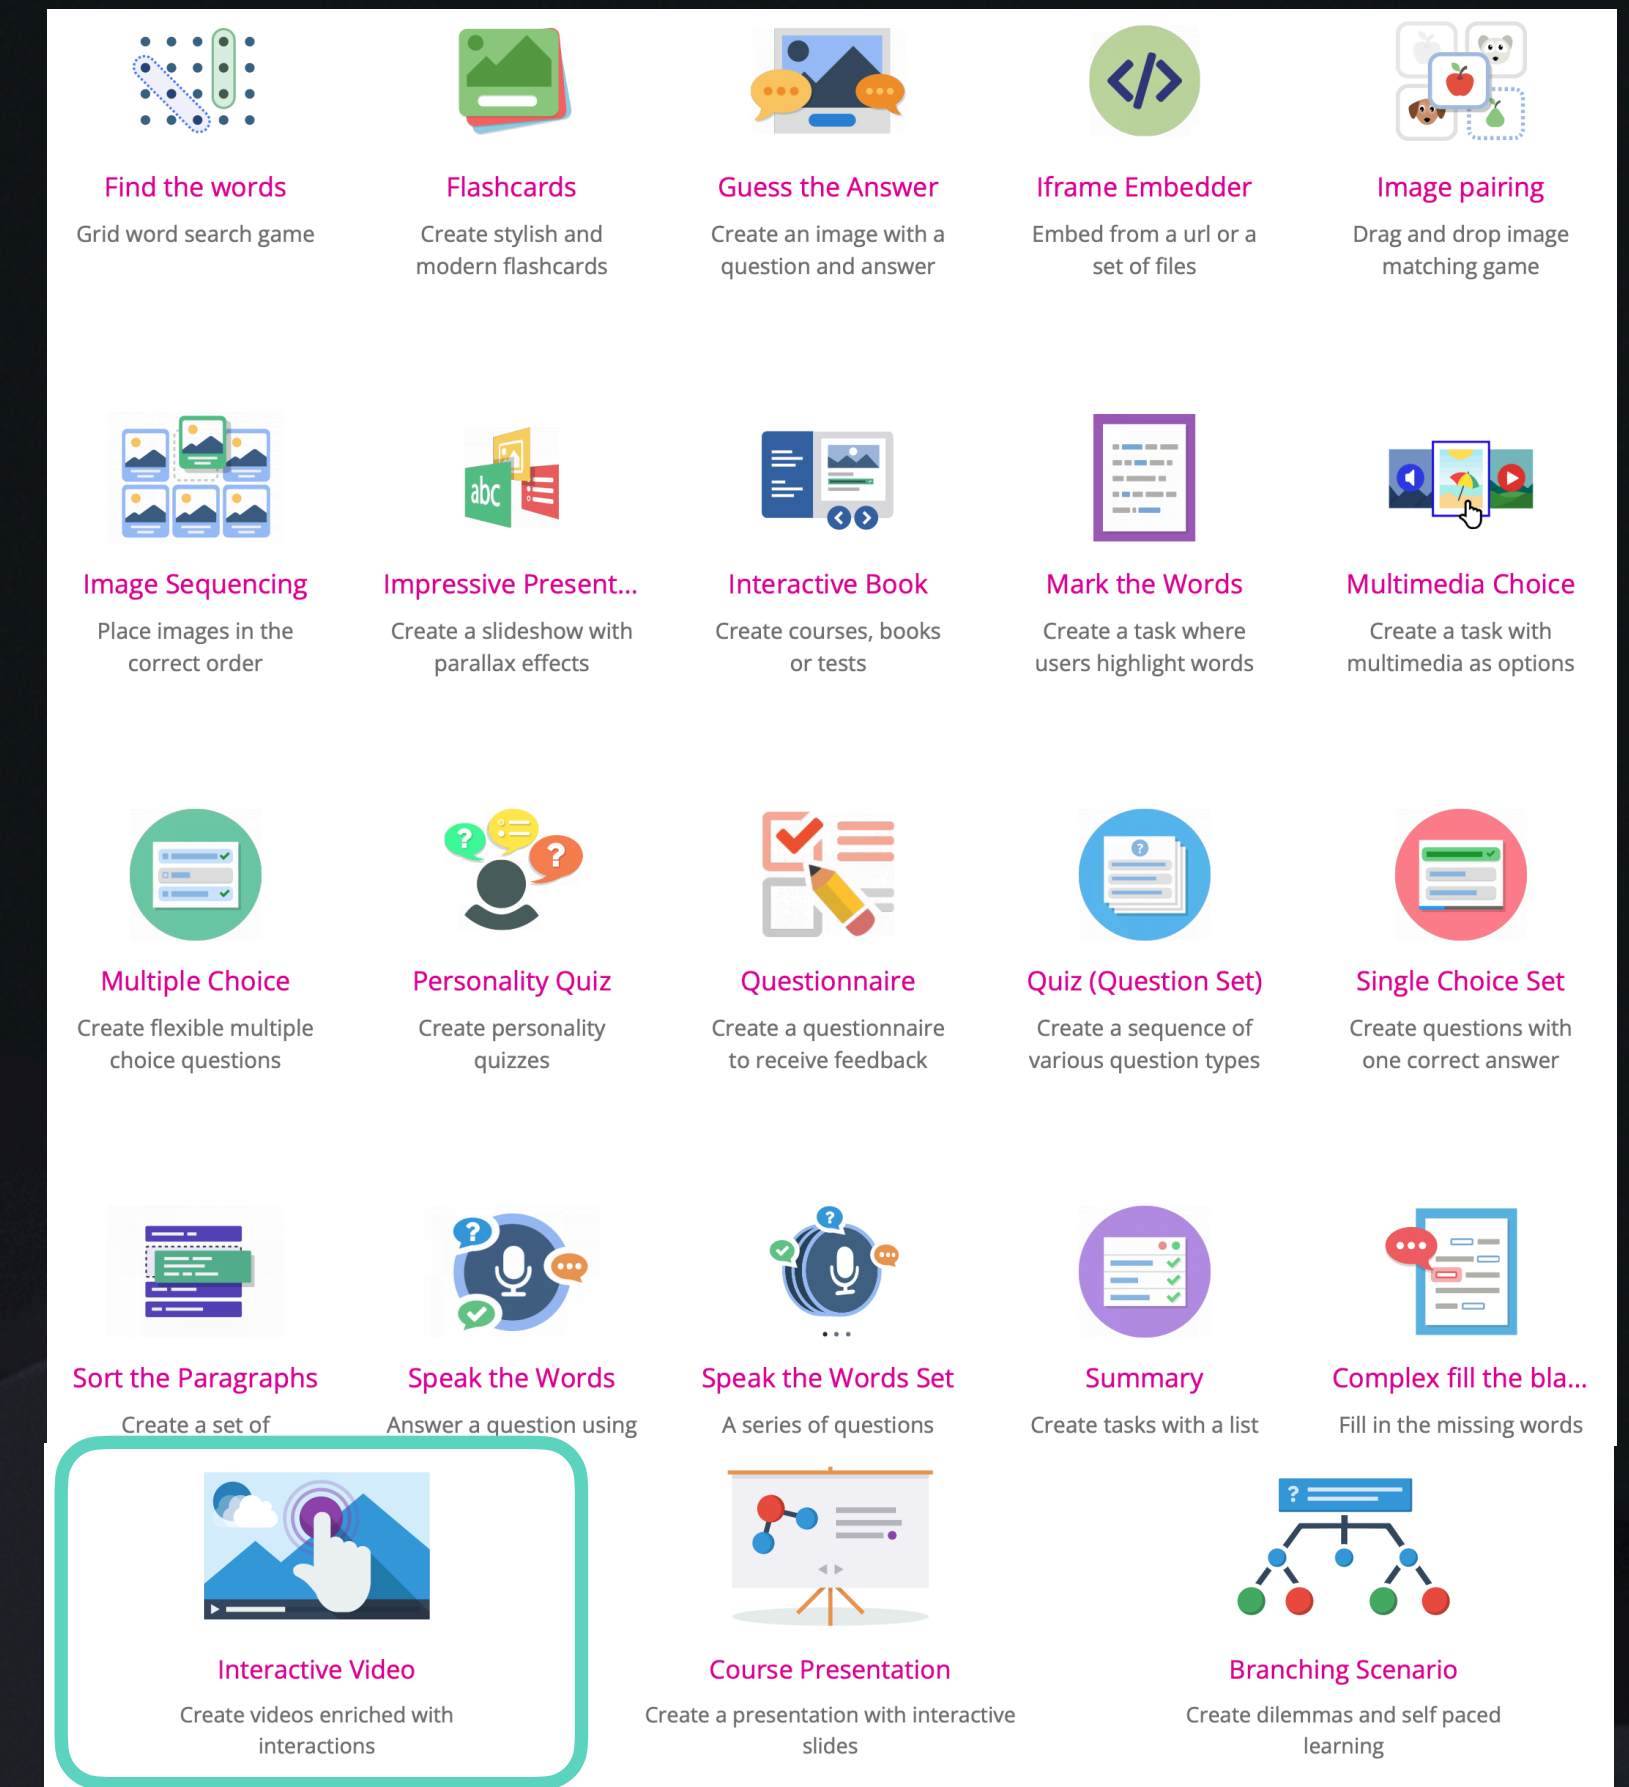 Find the words
Grid word search game
Flashcards
Create stylish and
modern flashcards
Guess the Answer
Create an image with a
question and answer
Iframe Embedder
Embed from a url or a
set of files
Image pairing
Drag and drop image
matching game
Image Sequencing
Place images in the
correct order
abc
Impressive Present...
Create a slideshow with
parallax effects
Interactive Book
Create courses, books
or tests
Mark the Words
Create a task where
users highlight words
Multimedia Choice
Create a task with
multimedia as options
Multiple Choice
Create flexible multiple
choice questions
?
?
Personality Quiz
Create personality
quizzes
Questionnaire
Create a questionnaire
to receive feedback
?
Quiz (Question Set)
Create a sequence of
various question types
Single Choice Set
Create questions with
one correct answer
Sort the Paragraphs
Create a set of
?
Speak the Words
Answer a question using
?
Speak the Words Set
A series of questions
Summary
Create tasks with a list
Complex fill the bla...
Fill in the missing words
Interactive Video
Create videos enriched with
interactions
Course Presentation
Create a presentation with interactive
slides
?
Branching Scenario
Create dilemmas and self paced
learning